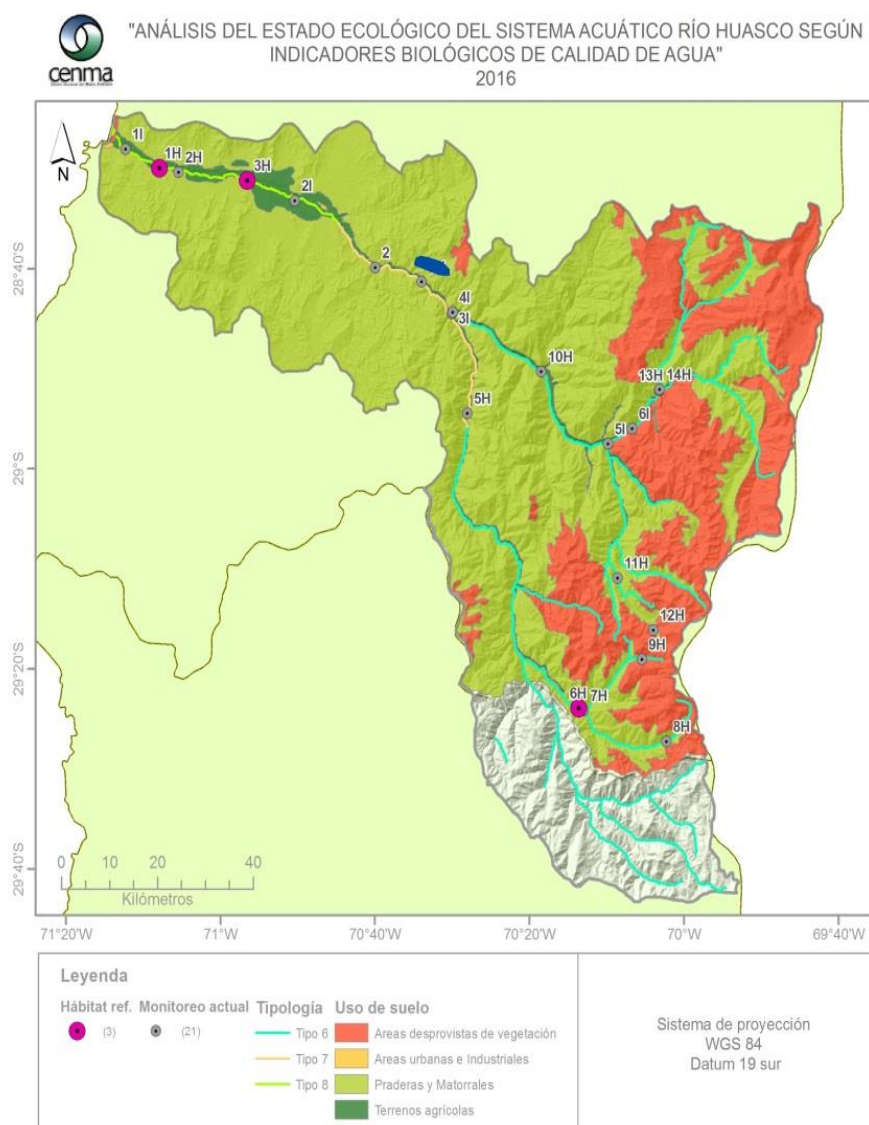 "ANÁLISIS DEL ESTADO ECOLÓGICO DEL SISTEMA ACUÁTICO RÍO HUASCO SEGÚN
INDICADORES BIOLÓGICOS DE CALIDAD DE AGUA"
2016
cenma
N
1I
1H
2H
3H
2I
2
4I
3I
10H
13H
14H
6I
5I
5H
11H
12H
9H
6H
7H
8H
28°40'S
29°S
29°20'S
29°40'S
0 10 20 40
Kilómetros
71°20'W 71°W 70°40'W 70°20'W 70°W 69°40'W
Leyenda
Hábitat ref. Monitoreo actual Tipología Uso de suelo
(3) (21) Tipo 6 Areas desprovistas de vegetación
Tipo 7 Areas urbanas e Industriales
Tipo 8 Praderas y Matorrales
Terrenos agrícolas
Sistema de proyección
WGS 84
Datum 19 sur